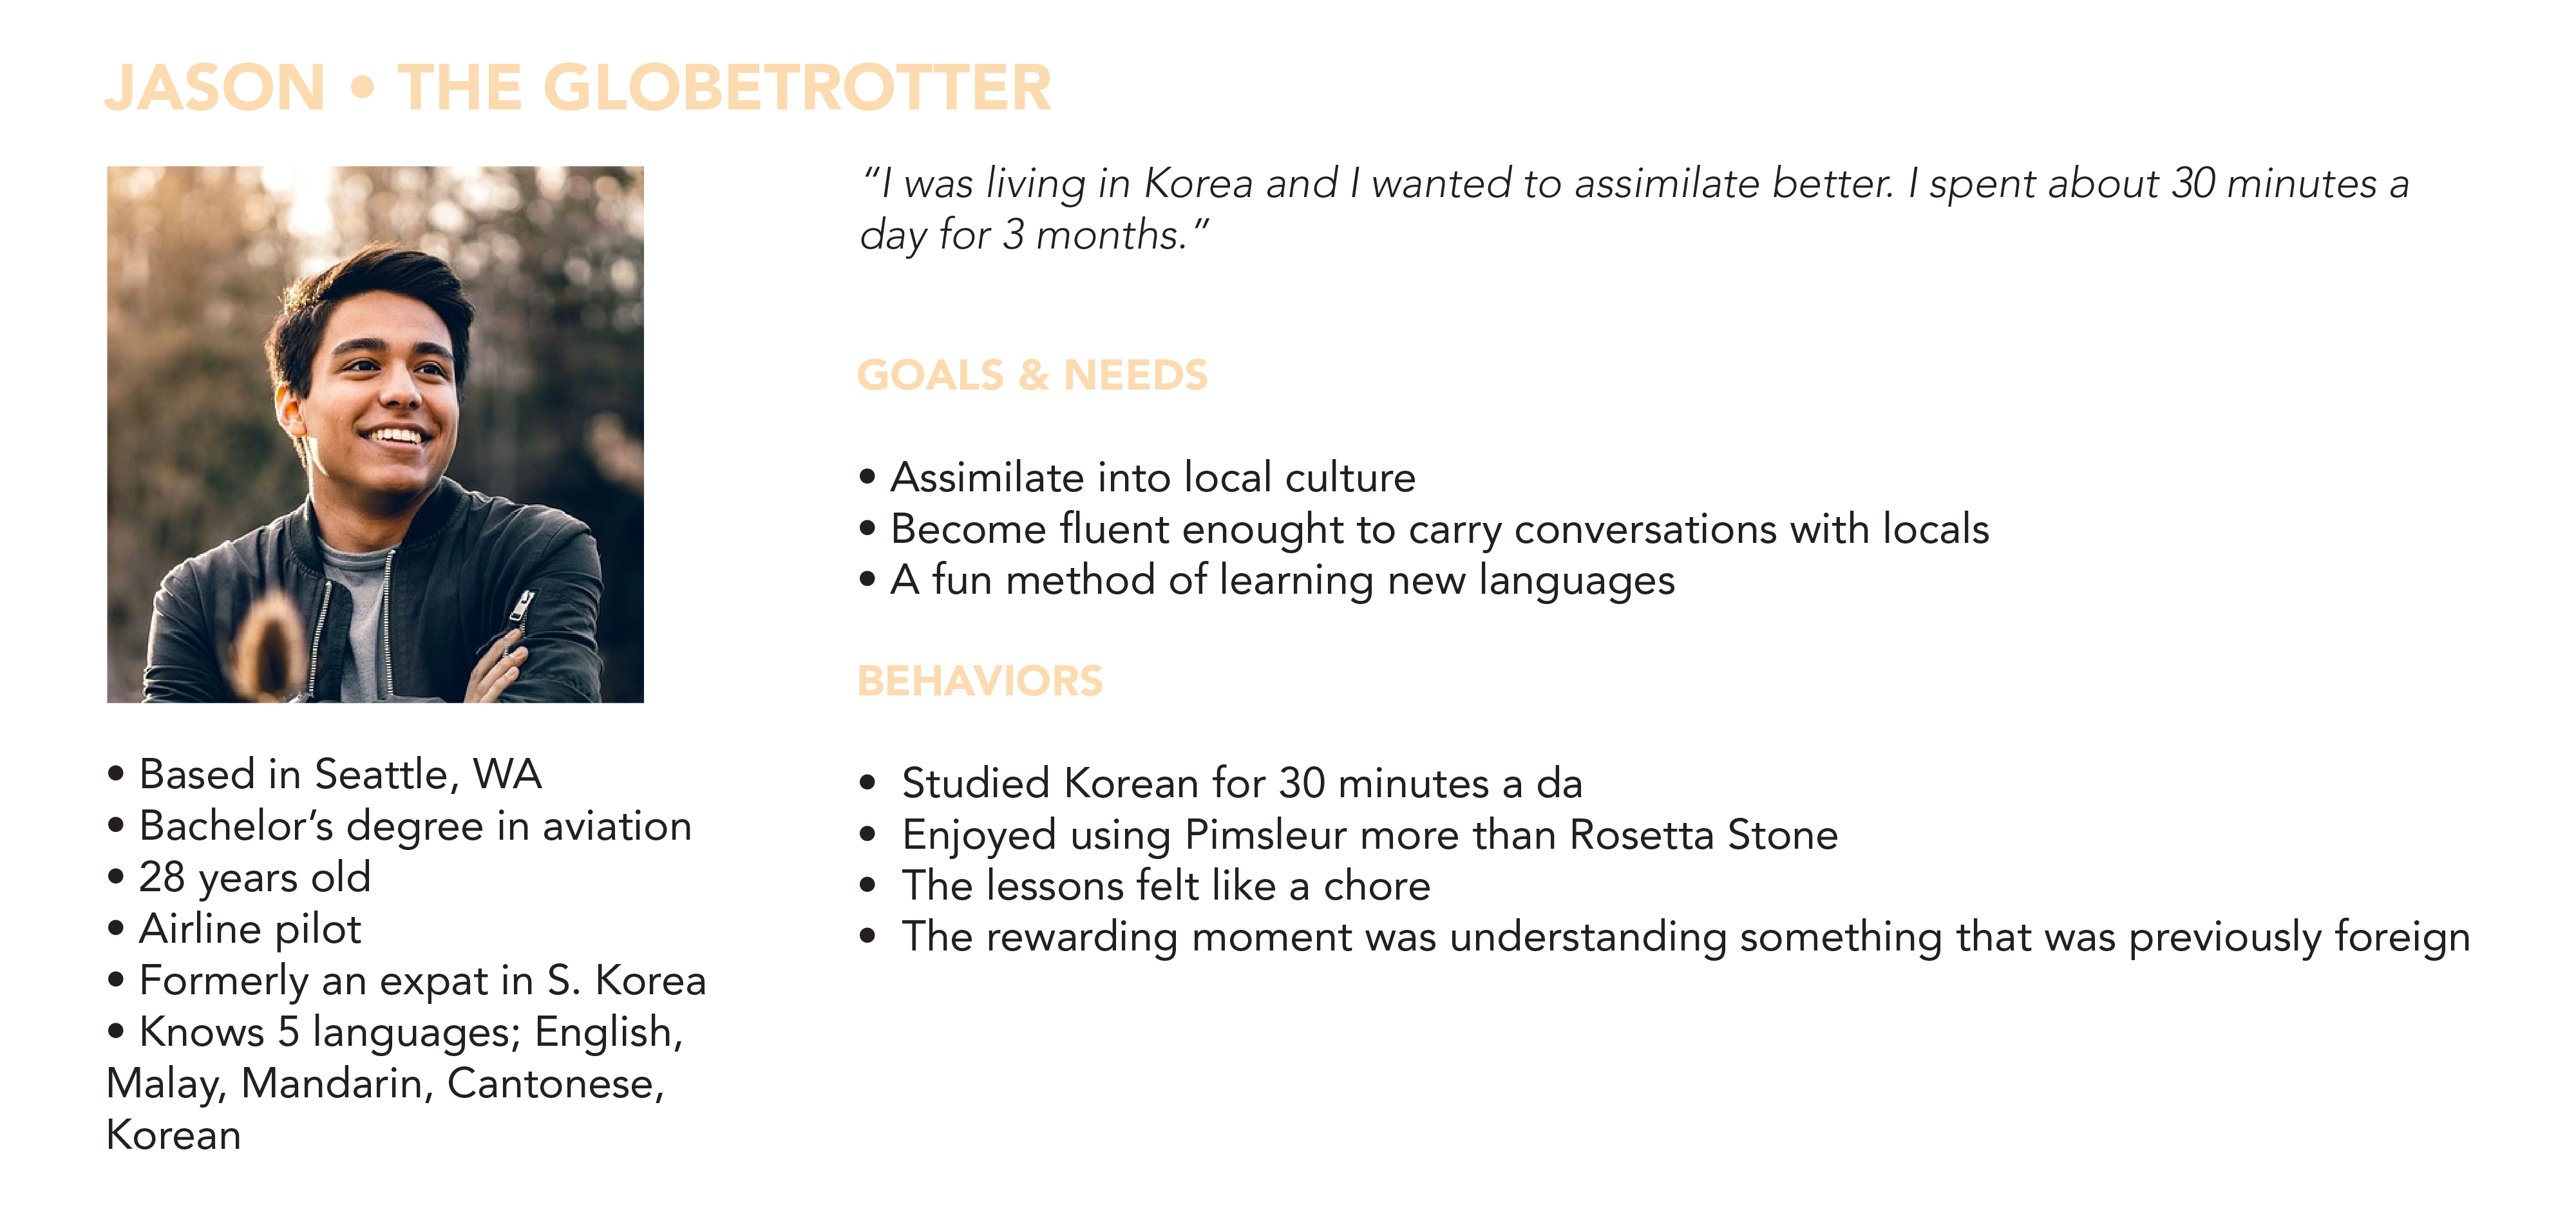 JASON • THE GLOBETROTTER
“I was living in Korea and I wanted to assimilate better. I spent about 30 minutes a
day for 3 months.”
GOALS & NEEDS
• Assimilate into local culture
• Become fluent enought to carry conversations with locals
• A fun method of learning new languages
BEHAVIORS
• Studied Korean for 30 minutes a da
• Enjoyed using Pimsleur more than Rosetta Stone
• The lessons felt like a chore
• The rewarding moment was understanding something that was previously foreign
• Based in Seattle, WA
• Bachelor’s degree in aviation
• 28 years old
• Airline pilot
• Formerly an expat in S. Korea
• Knows 5 languages; English,
Malay, Mandarin, Cantonese,
Korean